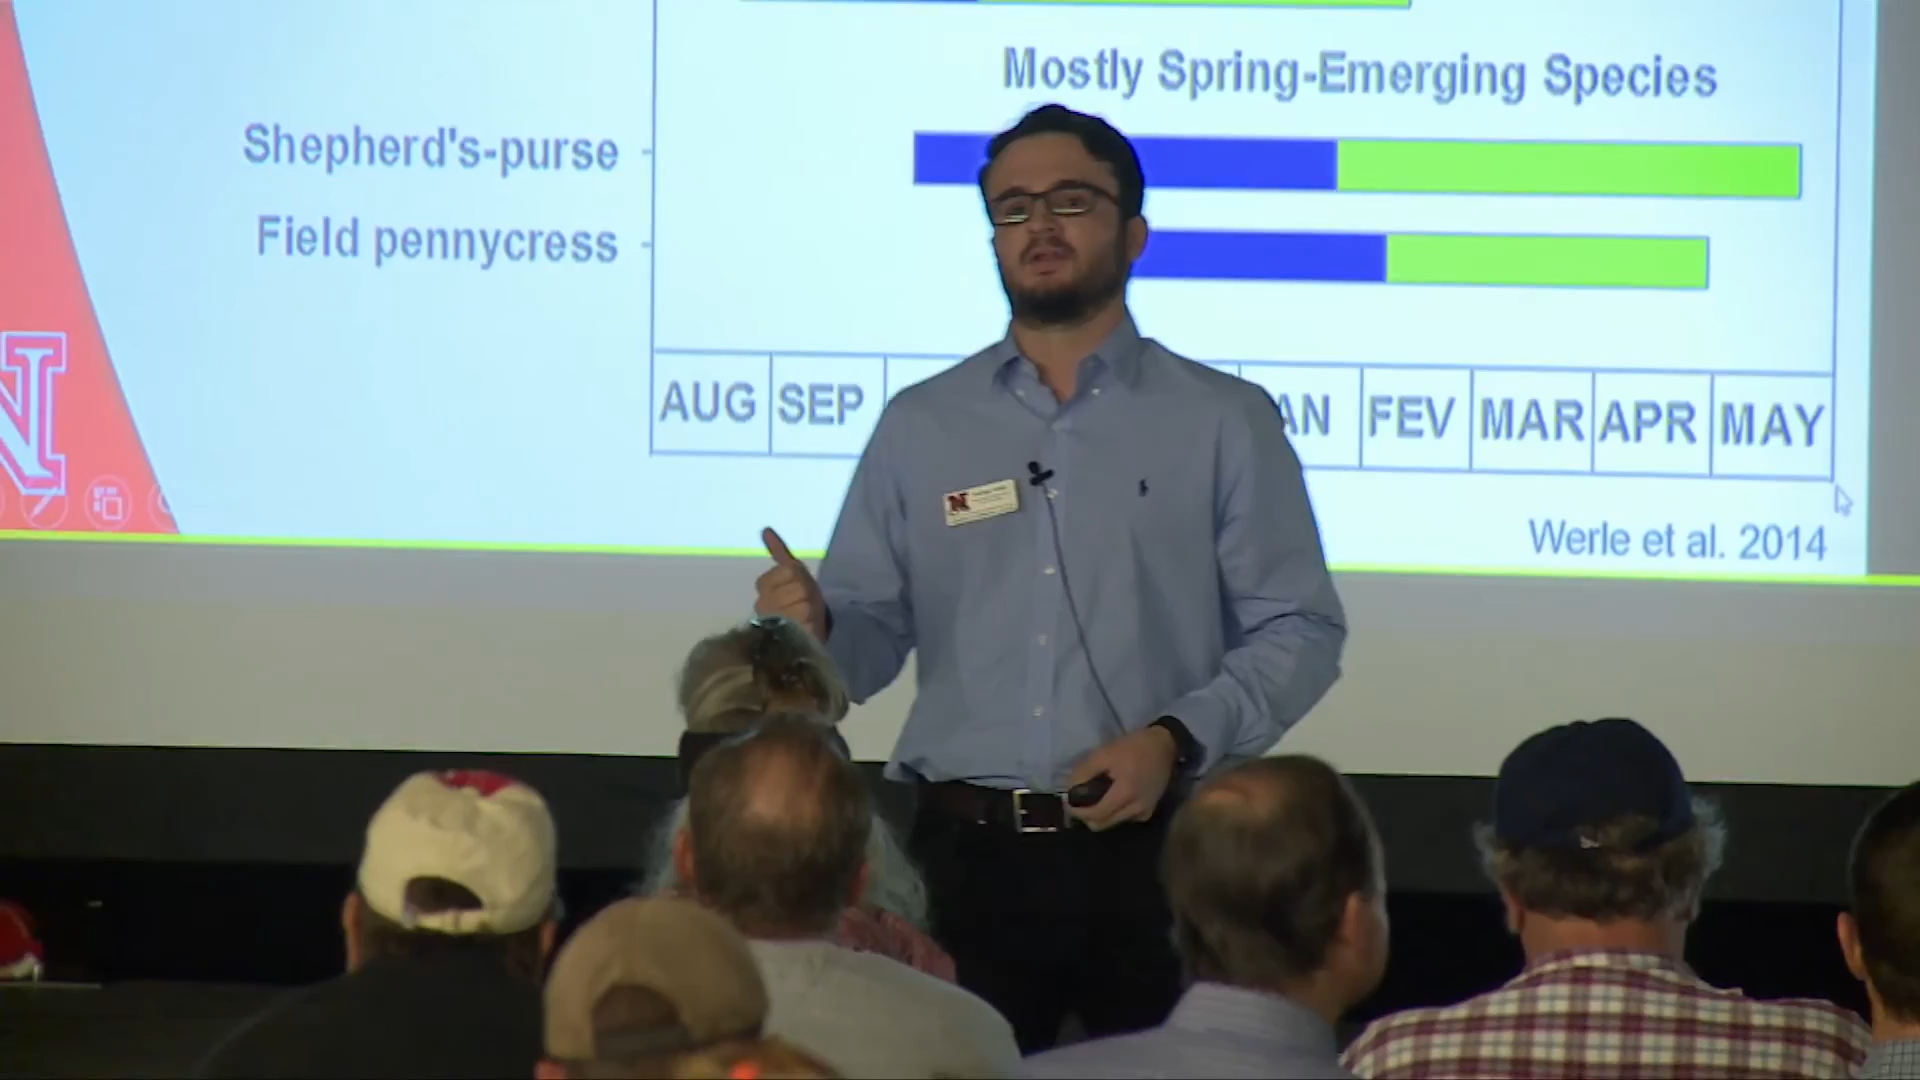 Mostly Spring-Emerging Species
Shepherd's-purse
Field pennycress
AUG SEP AN FEV MAR APR MAY
Werle et al. 2014
N
N